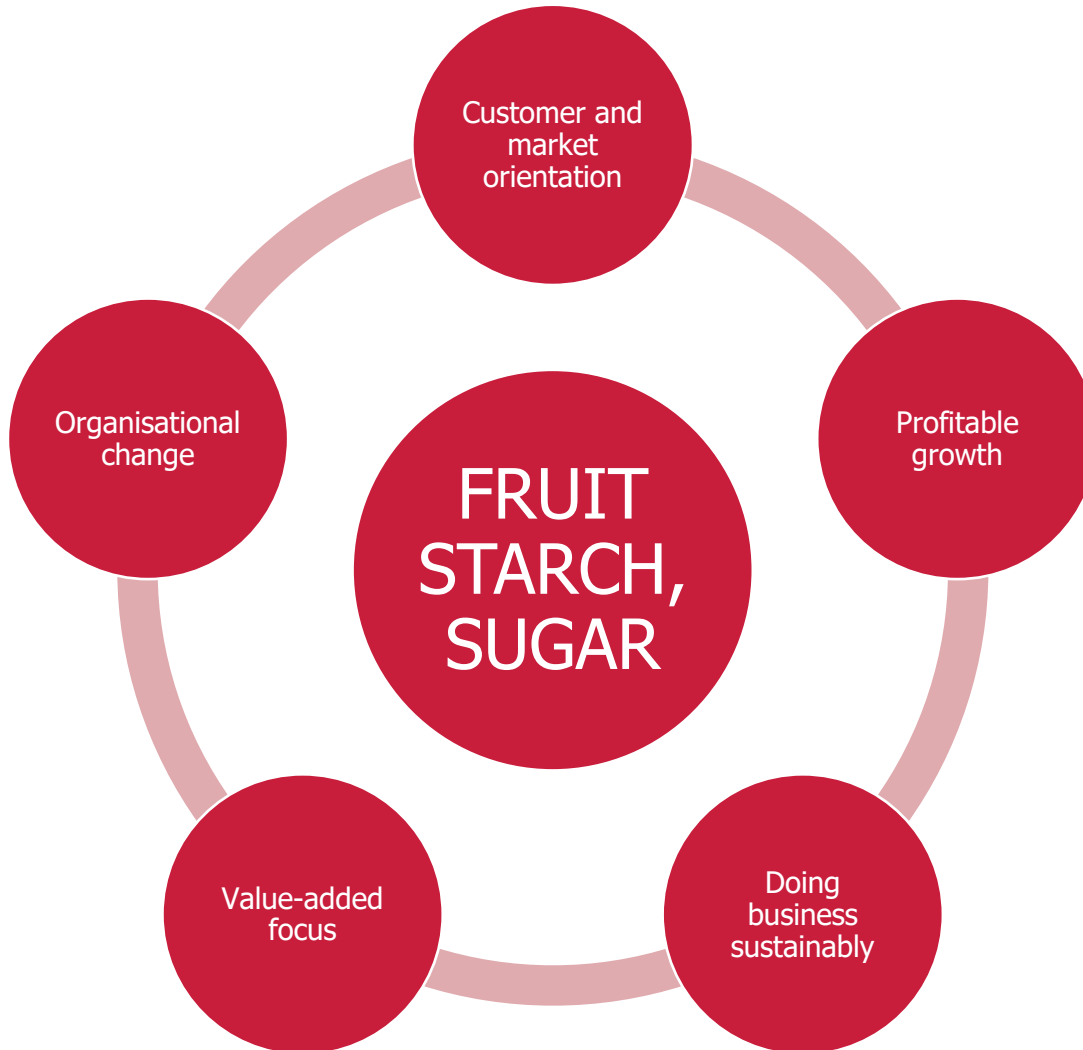 Customer and
market
orientation
Organisational
change
Profitable
growth
FRUIT
STARCH,
SUGAR
Value-added
focus
Doing
business
sustainably